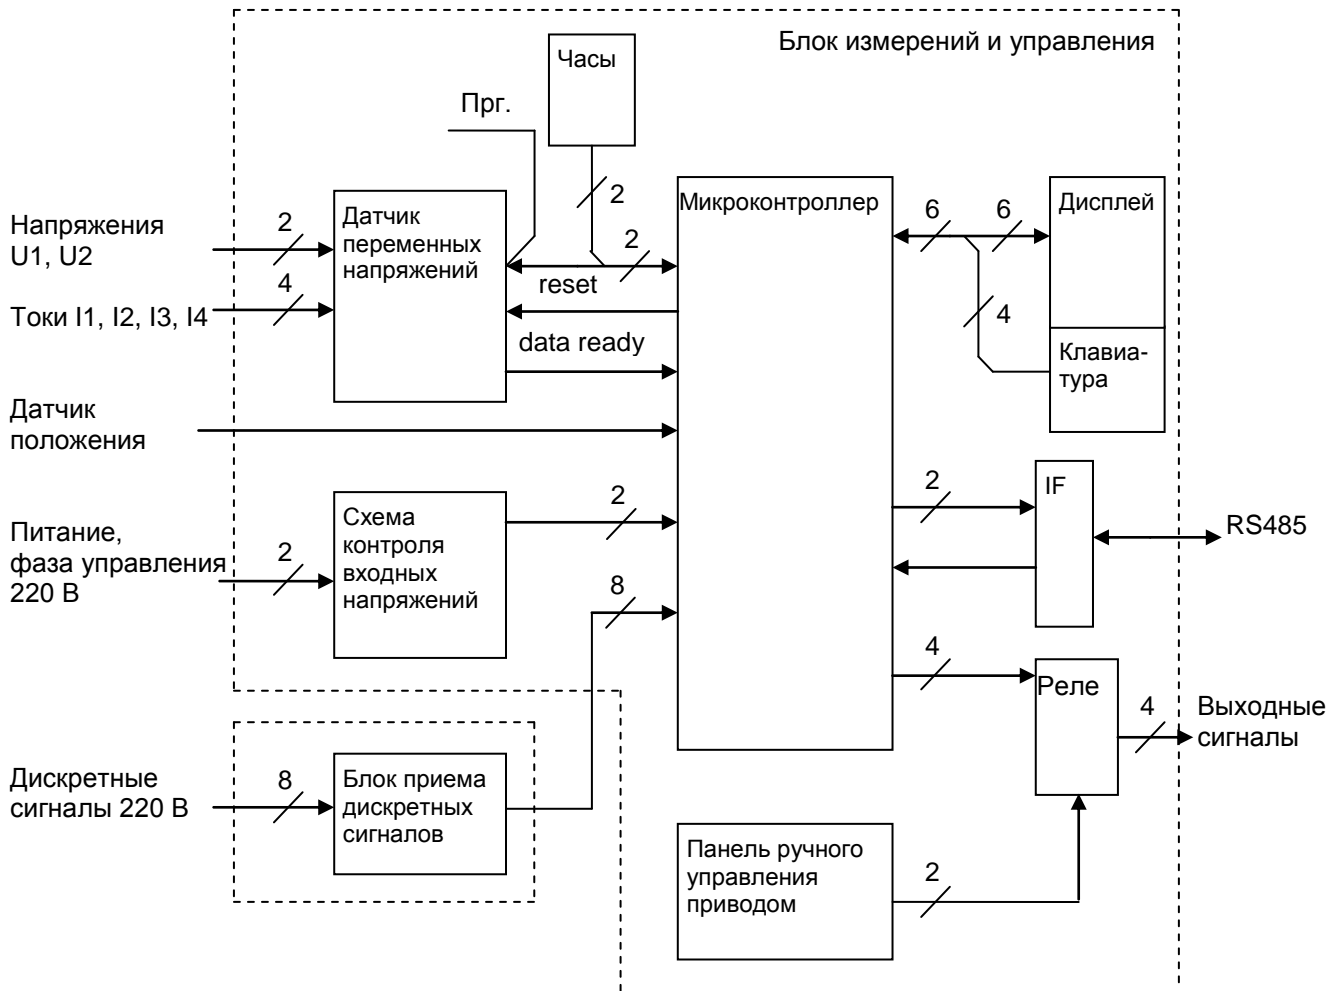 Блок измерений и управления
Часы
Прг.
2
Напряжения
U1, U2
2
Токи I1, I2, I3, I4
4
Датчик
переменных
напряжений
2
reset
data ready
Микроконтроллер
6
6
4
Дисплей
Клавиа-
тура
Датчик
положения
Питание,
фаза управления
220 В
2
Схема
контроля
входных
напряжений
2
8
2
IF
RS485
4
Реле
4
Выходные
сигналы
Дискретные
сигналы 220 В
8
Блок приема
дискретных
сигналов
Панель ручного
управления
приводом
2